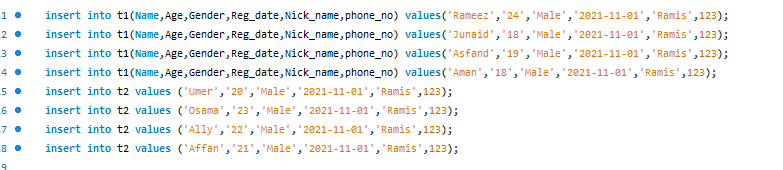 1 insert into t1(Name,Age,Gender,Reg_date,Nick_name,phone_no) values('Rameez','24','Male','2021-11-01','Ramis',123);
2 insert into t1(Name,Age,Gender,Reg_date,Nick_name,phone_no) values('Junaid','18','Male','2021-11-01','Ramis',123);
3 insert into t1(Name,Age,Gender,Reg_date,Nick_name,phone_no) values('Asfand','19','Male','2021-11-01','Ramis',123);
4 insert into t1(Name,Age,Gender,Reg_date,Nick_name,phone_no) values('Aman','18','Male','2021-11-01','Ramis',123);
5 insert into t2 values ('Umer','20','Male','2021-11-01','Ramis',123);
6 insert into t2 values ('Osama','23','Male','2021-11-01','Ramis',123);
7 insert into t2 values ('Ally','22','Male','2021-11-01','Ramis',123);
8 insert into t2 values ('Affan','21','Male','2021-11-01','Ramis',123);
9